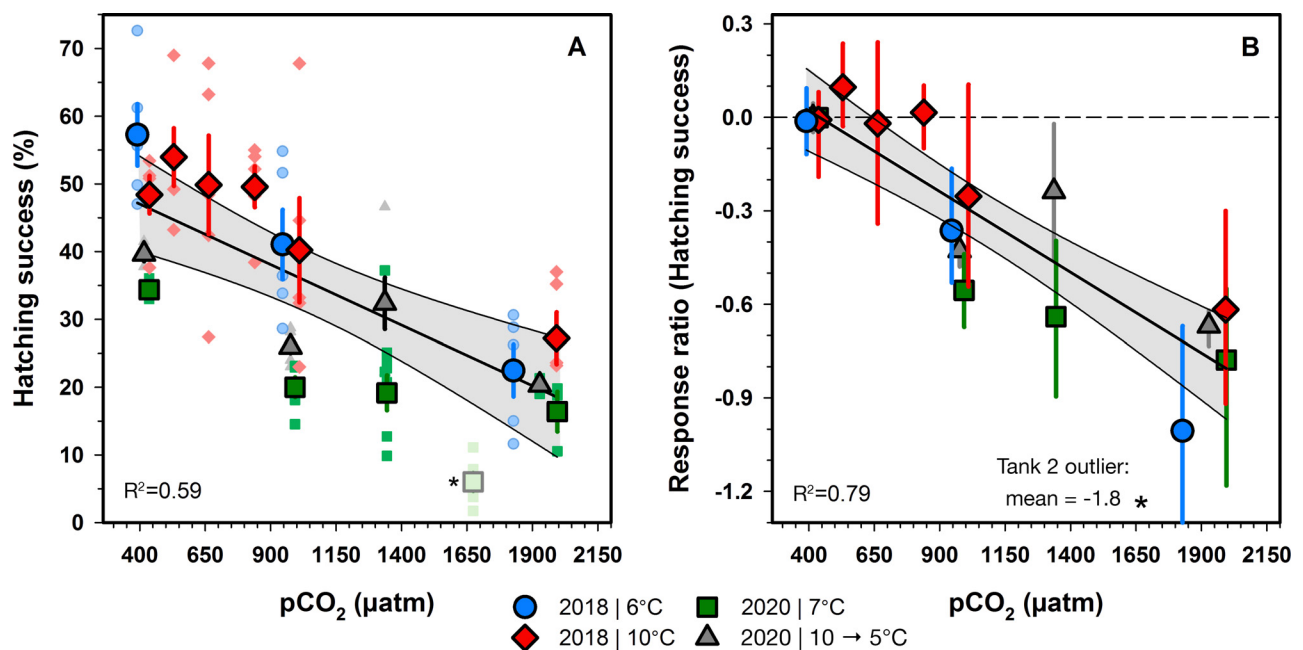 A
Hatching success (%)
70
60
50
40
30
20
10
0
R²=0.59
*
400 650 900 1150 1400 1650 1900 2150
pCO₂ (µatm)
B
Response ratio (Hatching success)
0.3
0.0
-0.3
-0.6
-0.9
-1.2
R²=0.79
Tank 2 outlier:
mean = -1.8 *
400 650 900 1150 1400 1650 1900 2150
pCO₂ (µatm)
2018 | 6°C
2020 | 7°C
2018 | 10°C
2020 | 10 → 5°C